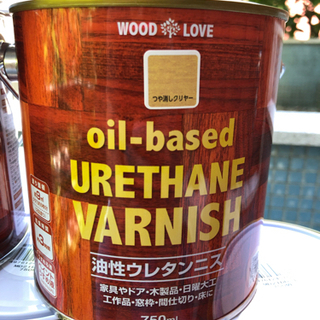 WOOD LOVE
つや消しクリヤー
oil-based
URETHANE
VARNISH
油性ウレタンニス
家具やドア・木製品・日曜大工
工作品・窓枠・間仕切り・床に
750ml